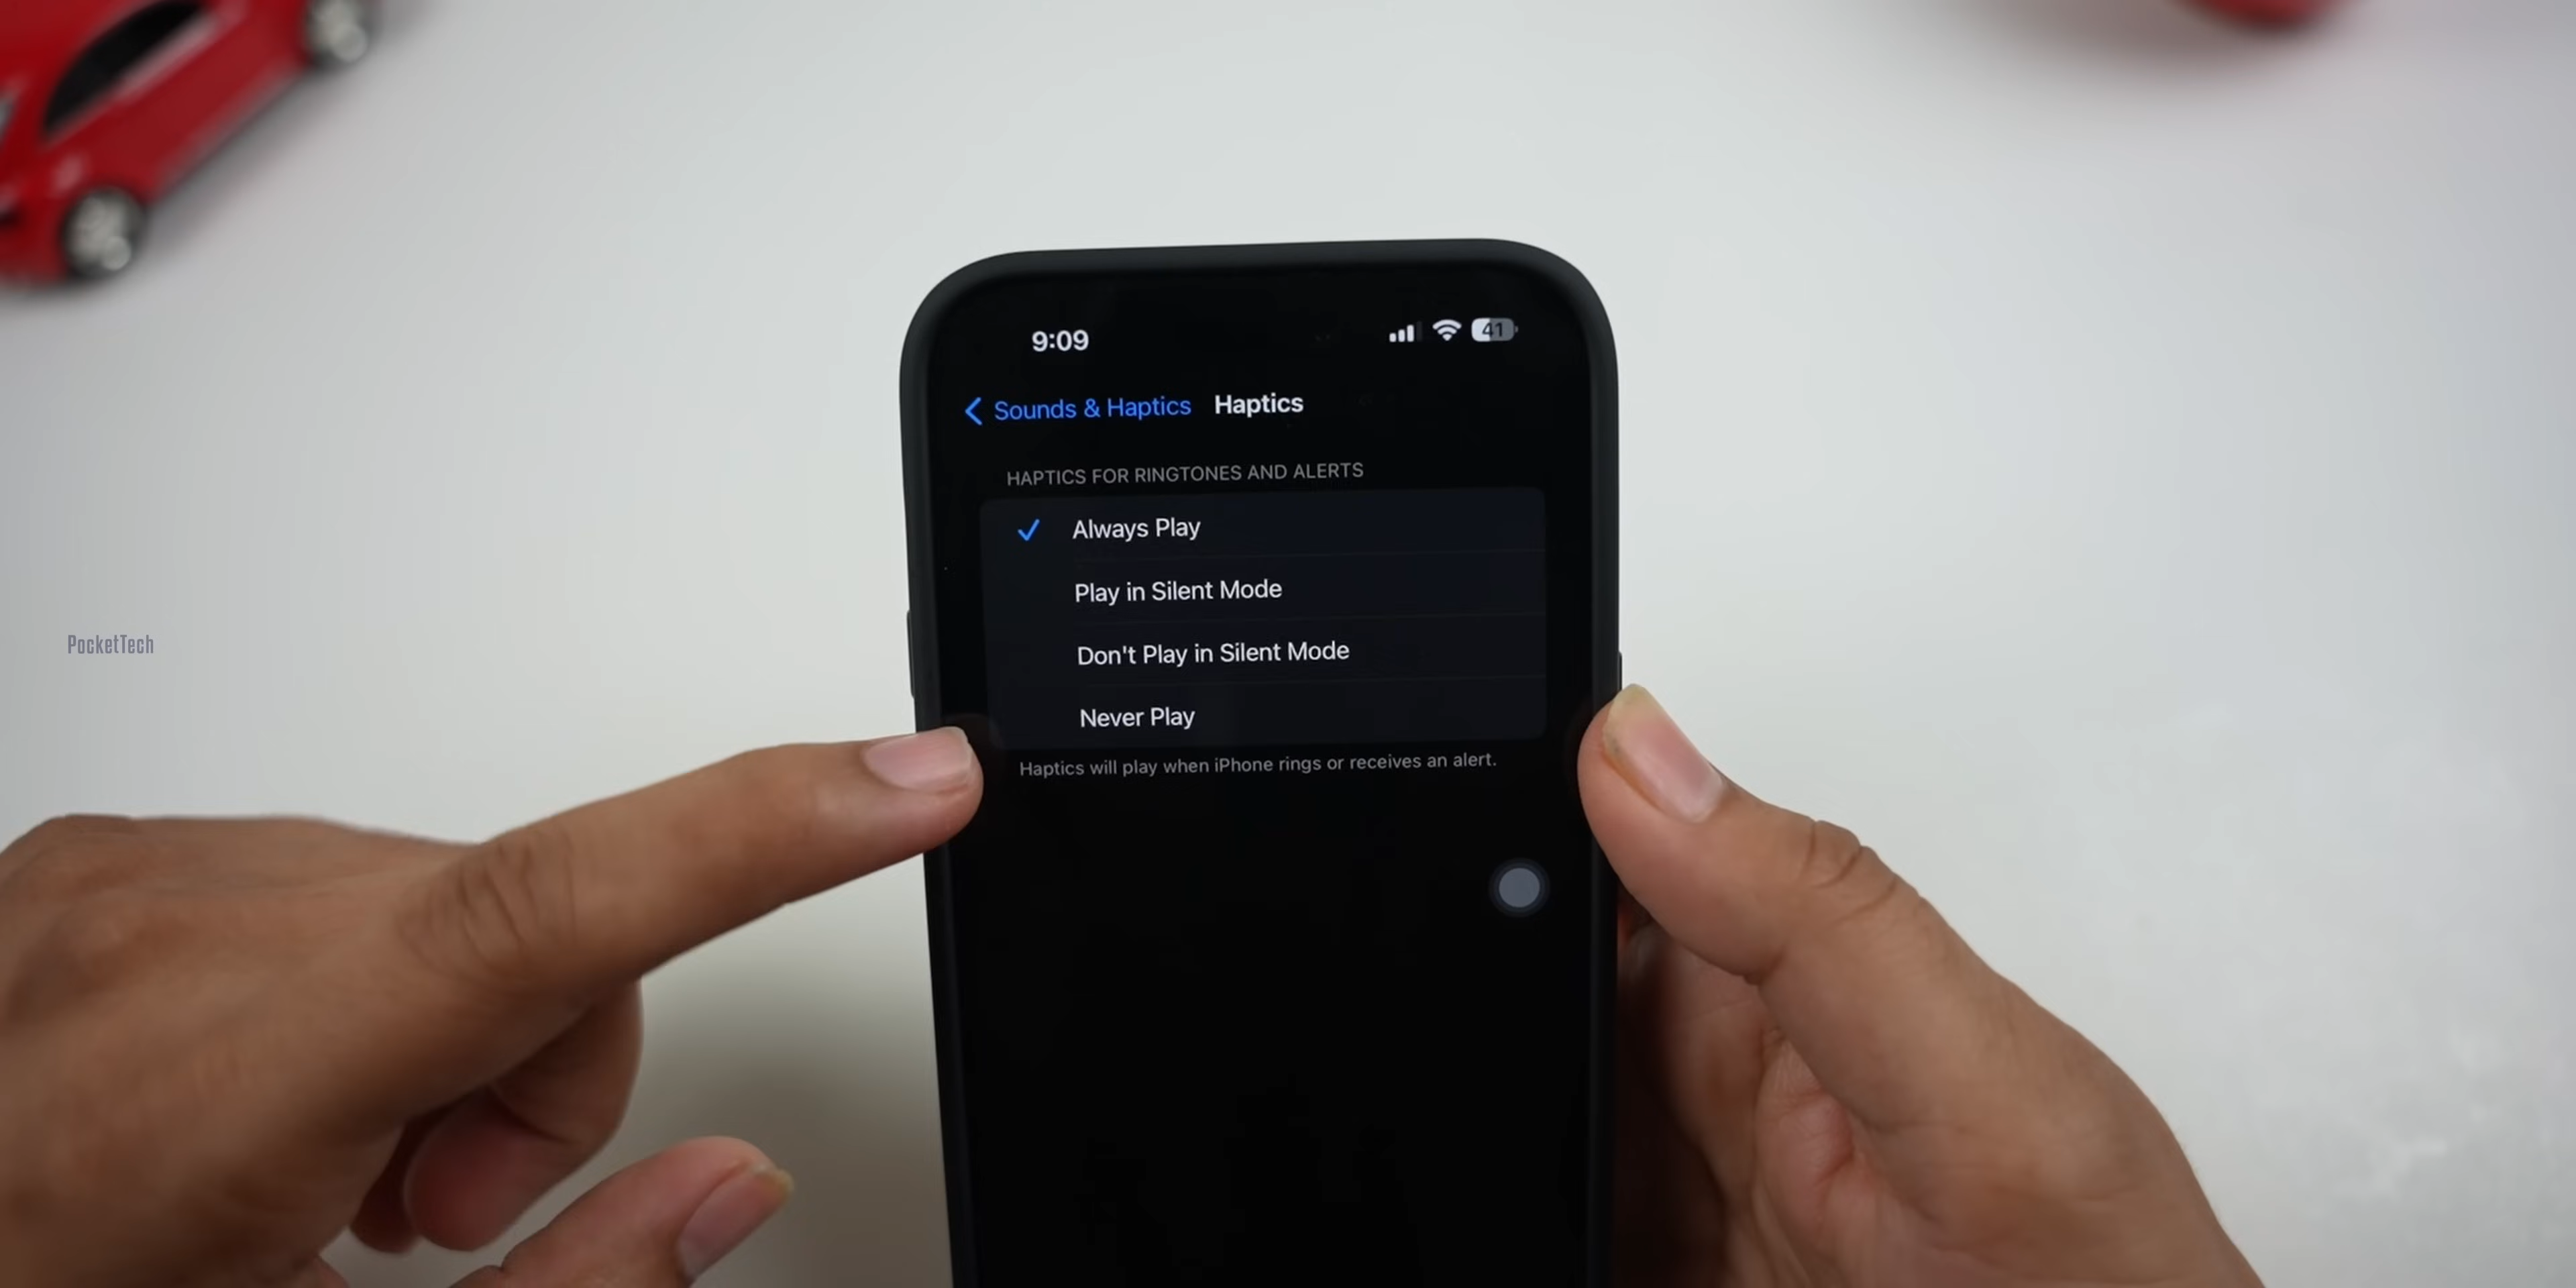 9:09
41
Sounds & Haptics Haptics
HAPTICS FOR RINGTONES AND ALERTS
Always Play
Play in Silent Mode
Don't Play in Silent Mode
Never Play
Haptics will play when iPhone rings or receives an alert.
PocketTech